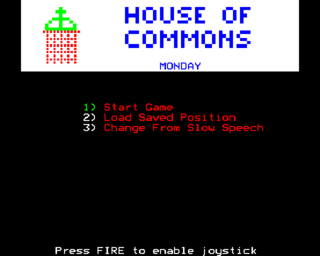 HOUSE OF
COMMONS
MONDAY
1) Start Game
2) Load Saved Position
3) Change From Slow Speech
Press FIRE to enable joystick